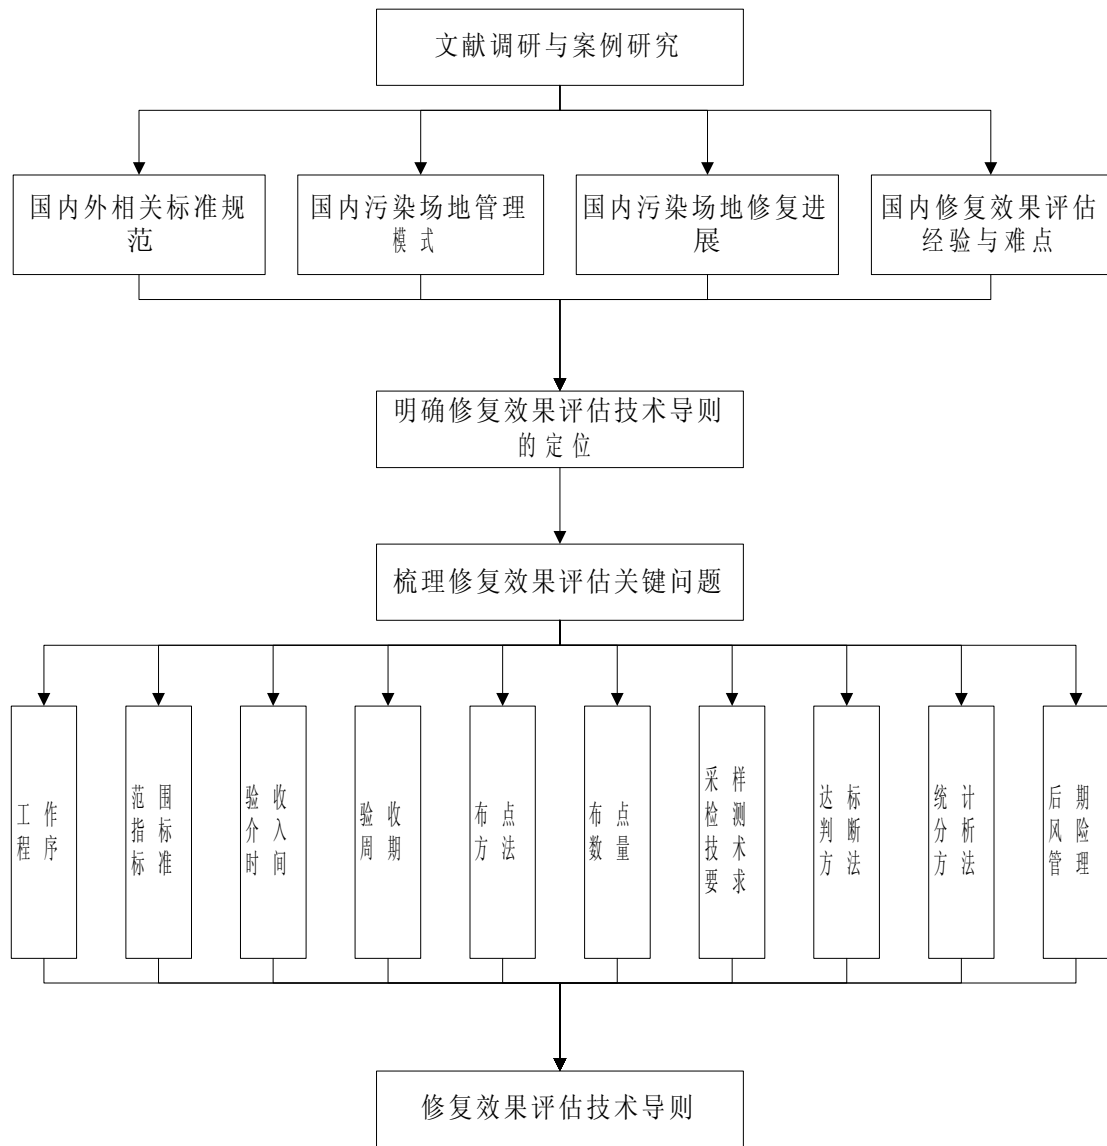 文献调研与案例研究
国内外相关标准规
范
国内污染场地管理
模式
国内污染场地修复进
展
国内修复效果评估
经验与难点
明确修复效果评估技术导则
的定位
梳理修复效果评估关键问题
工作
程序
范围
指标
标准
验收
介入
时间
验收
周期
布点
方法
布点
数量
采样
检测
技术
要求
达标
判断
方法
统计
分析
方法
后期
风险
管理
修复效果评估技术导则